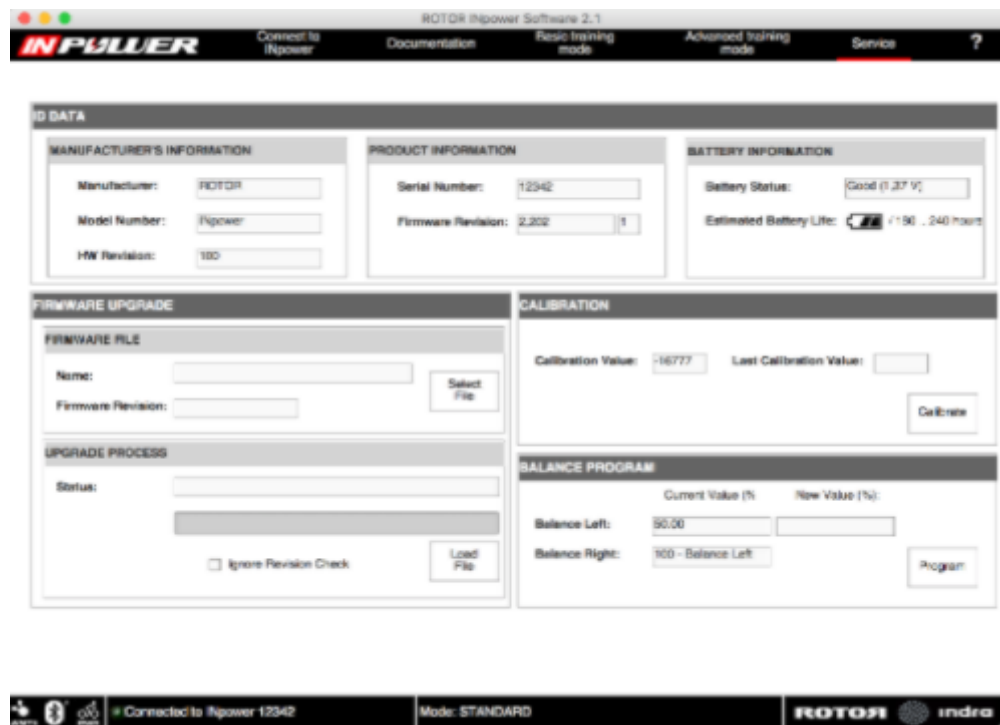 ROTOR INpower Software 2.1
INPOWER
Connect to INpower
Documentation
Basic training mode
Advanced training mode
Service
?
ID DATA
MANUFACTURER'S INFORMATION
Manufacturer: ROTOR
Model Number: INpower
HW Revision: 100
PRODUCT INFORMATION
Serial Number: 12342
Firmware Revision: 2,202 1
BATTERY INFORMATION
Battery Status: Good (1,37 V)
Estimated Battery Life: / 190 .. 240 hours
FIRMWARE UPGRADE
FIRMWARE FILE
Name:
Firmware Revision:
Select File
UPGRADE PROCESS
Status:
Ignore Revision Check
Load File
CALIBRATION
Calibration Value: -16777 Last Calibration Value:
Calibrate
BALANCE PROGRAM
Current Value (% New Value (%):
Balance Left: 50.00
Balance Right: 100 - Balance Left
Program
Connected to INpower 12342
Mode: STANDARD
ROTOR
indra